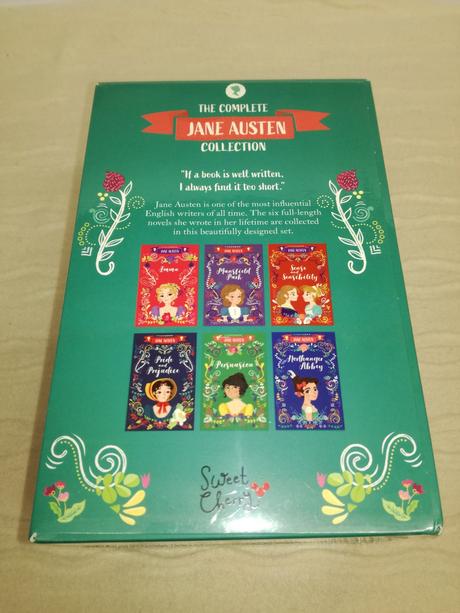 THE COMPLETE
JANE AUSTEN
COLLECTION
"If a book is well written,
I always find it too short."
Jane Austen is one of the most influential
English writers of all time. The six full-length
novels she wrote in her lifetime are collected
in this beautifully designed set.
JANE AUSTEN
Emma
JANE AUSTEN
Mansfield
Park
JANE AUSTEN
Sense
and
Sensibility
JANE AUSTEN
Pride
and
Prejudice
JANE AUSTEN
Persuasion
JANE AUSTEN
Northanger
Abbey
Sweet
Cherry